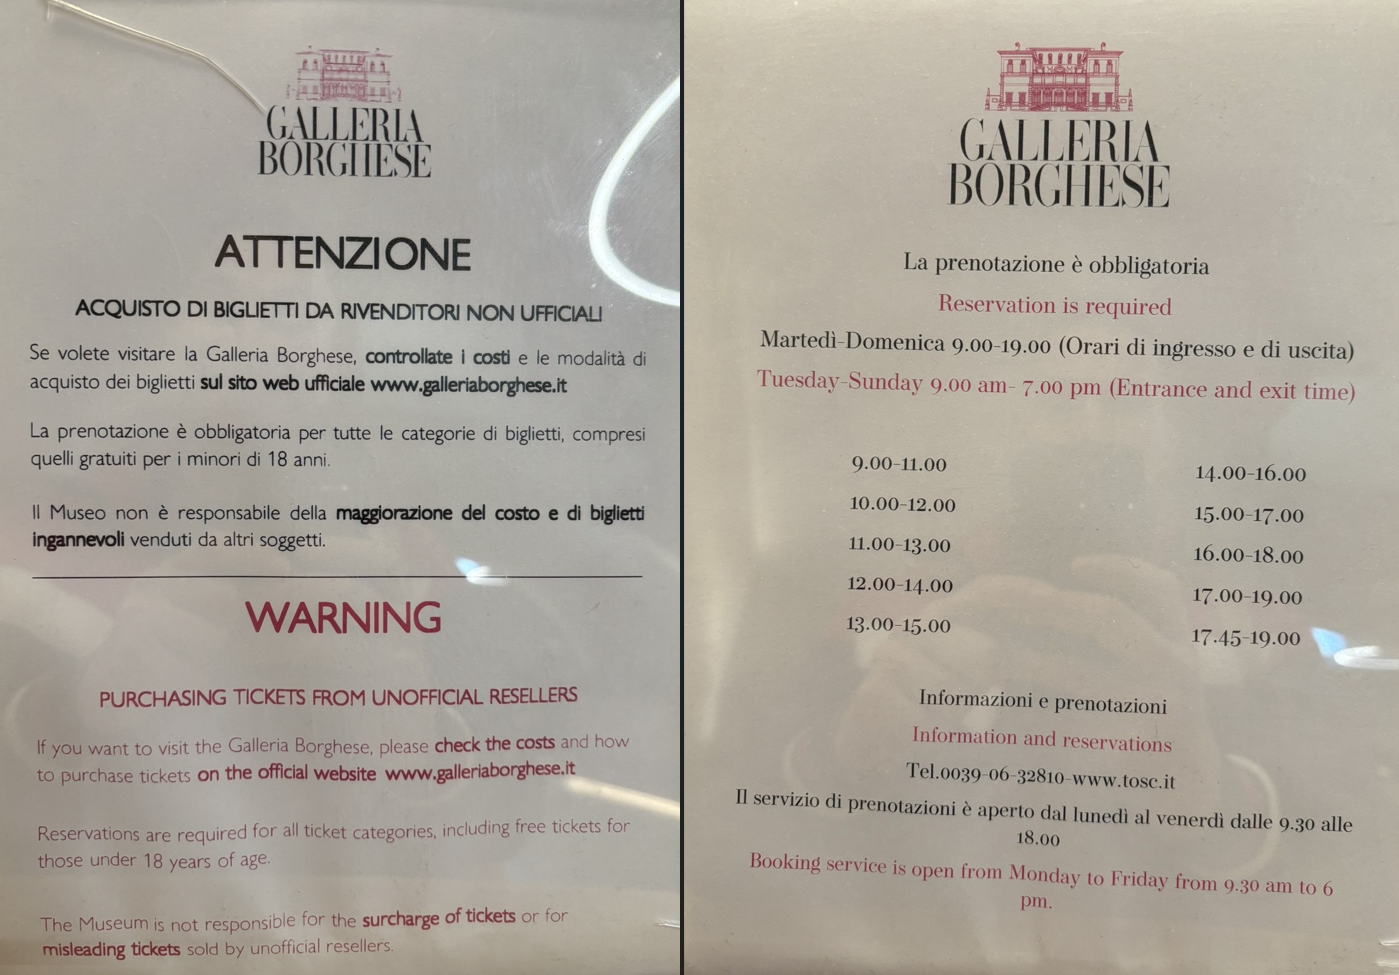 GALLERIA
BORGHESE
ATTENZIONE
ACQUISTO DI BIGLIETTI DA RIVENDITORI NON UFFICIALI
Se volete visitare la Galleria Borghese, controllate i costi e le modalità di
acquisto dei biglietti sul sito web ufficiale www.galleriaborghese.it
La prenotazione è obbligatoria per tutte le categorie di biglietti, compresi
quelli gratuiti per i minori di 18 anni.
Il Museo non è responsabile della maggiorazione del costo e di biglietti
ingannevoli venduti da altri soggetti.
WARNING
PURCHASING TICKETS FROM UNOFFICIAL RESELLERS
If you want to visit the Galleria Borghese, please check the costs and how
to purchase tickets on the official website www.galleriaborghese.it
Reservations are required for all ticket categories, including free tickets for
those under 18 years of age.
The Museum is not responsible for the surcharge of tickets or for
misleading tickets sold by unofficial resellers.
GALLERIA
BORGHESE
La prenotazione è obbligatoria
Reservation is required
Martedì-Domenica 9.00-19.00 (Orari di ingresso e di uscita)
Tuesday-Sunday 9.00 am- 7.00 pm (Entrance and exit time)
9.00-11.00
10.00-12.00
11.00-13.00
12.00-14.00
13.00-15.00
14.00-16.00
15.00-17.00
16.00-18.00
17.00-19.00
17.45-19.00
Informazioni e prenotazioni
Information and reservations
Tel.0039-06-32810-www.tosc.it
Il servizio di prenotazioni è aperto dal lunedì al venerdì dalle 9.30 alle
18.00
Booking service is open from Monday to Friday from 9.30 am to 6
pm.